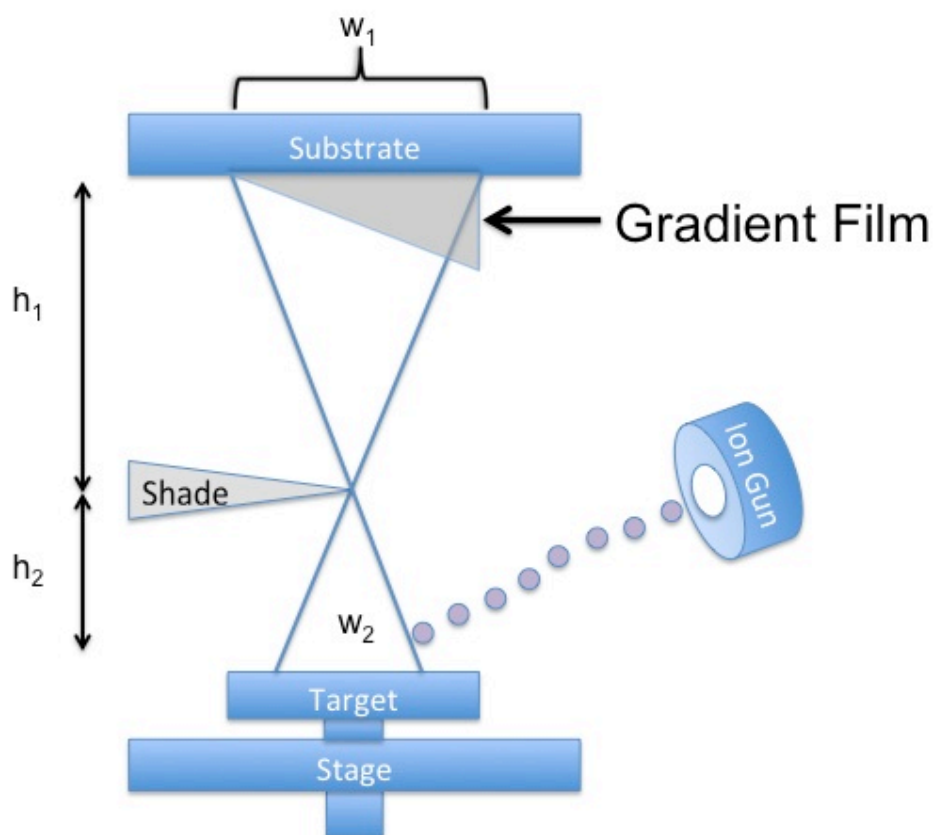 w₁
Substrate
Gradient Film
h₁
Ion Gun
Shade
h₂
w₂
Target
Stage